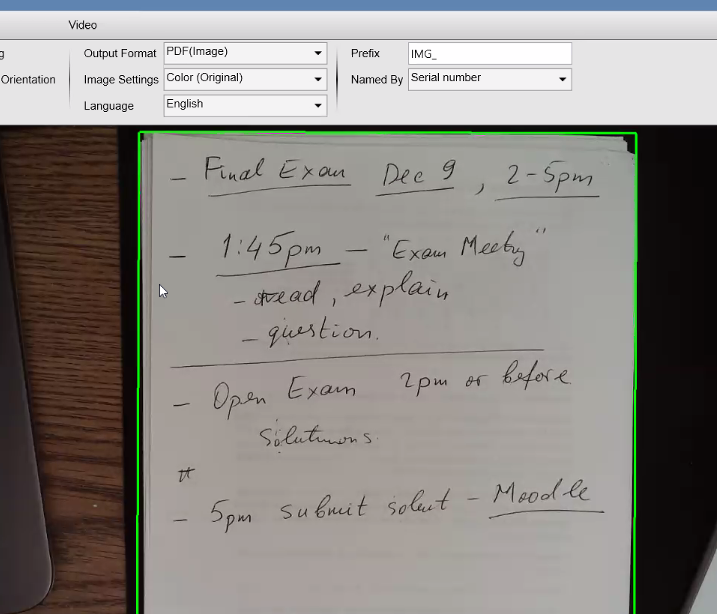 Video
g Output Format PDF(Image) Prefix IMG_
Orientation Image Settings Color (Original) Named By Serial number
Language English
– Final Exam Dec 9, 2-5pm
– 1:45pm – "Exam Meetng"
– read, explain
– question.
– Open Exam 2pm or before
Solutions.
– 5pm submit solut – Moodle